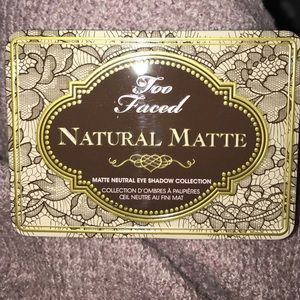 Too
Faced
NATURAL MATTE
MATTE NEUTRAL EYE SHADOW COLLECTION
COLLECTION D'OMBRES À PAUPIÈRES
ŒIL NEUTRE AU FINI MAT